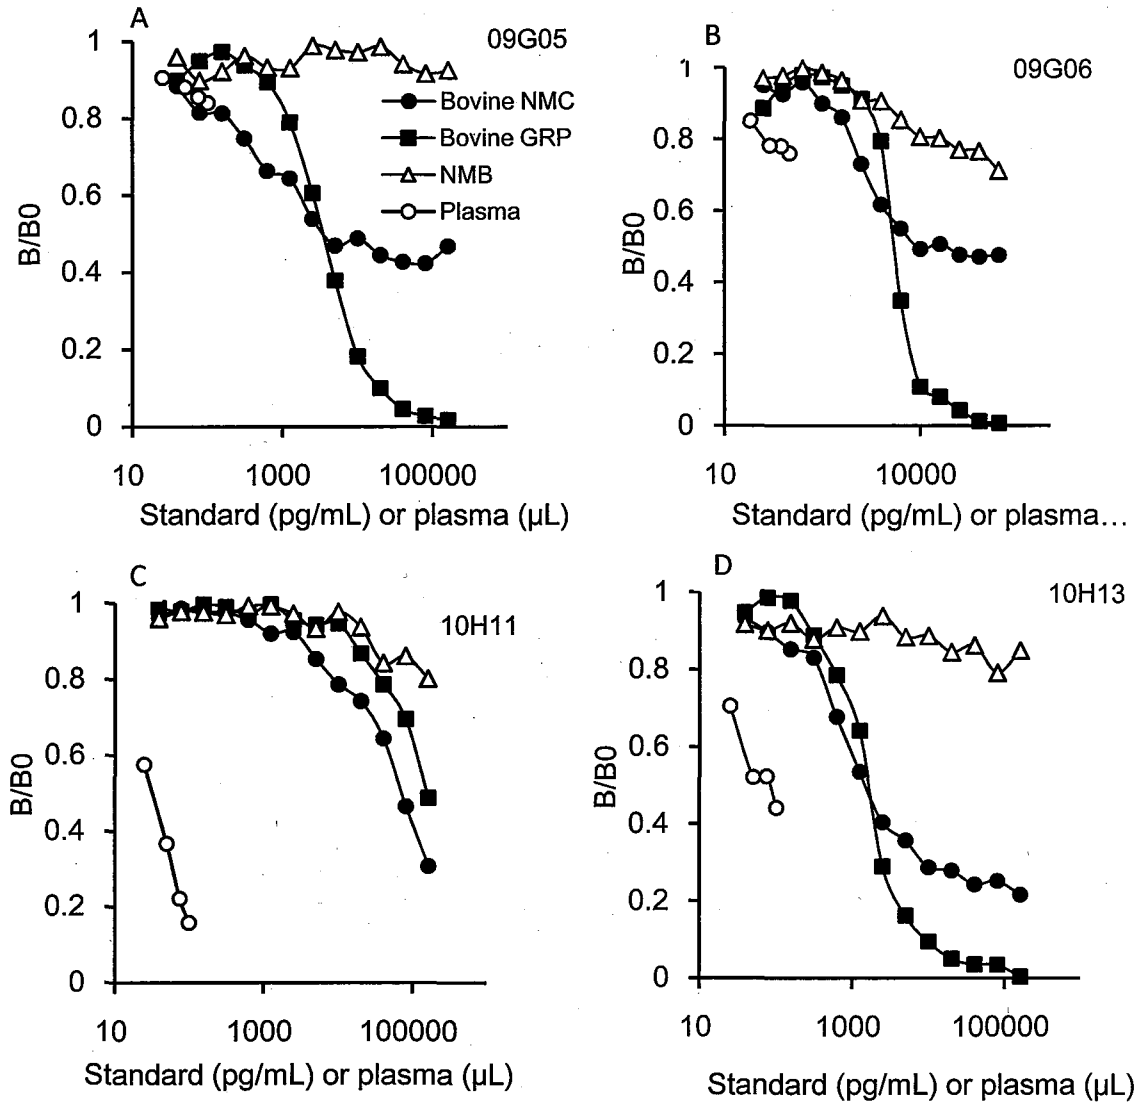 A
09G05
1
0.8
0.6
0.4
0.2
0
B/B0
Bovine NMC
Bovine GRP
NMB
Plasma
10 1000 100000
Standard (pg/mL) or plasma (µL)
B
09G06
1
0.8
0.6
0.4
0.2
0
B/B0
10 10000
Standard (pg/mL) or plasma…
C
10H11
1
0.8
0.6
0.4
0.2
0
B/B0
10 1000 100000
Standard (pg/mL) or plasma (µL)
D
10H13
1
0.8
0.6
0.4
0.2
0
B/B0
10 1000 100000
Standard (pg/mL) or plasma (µL)